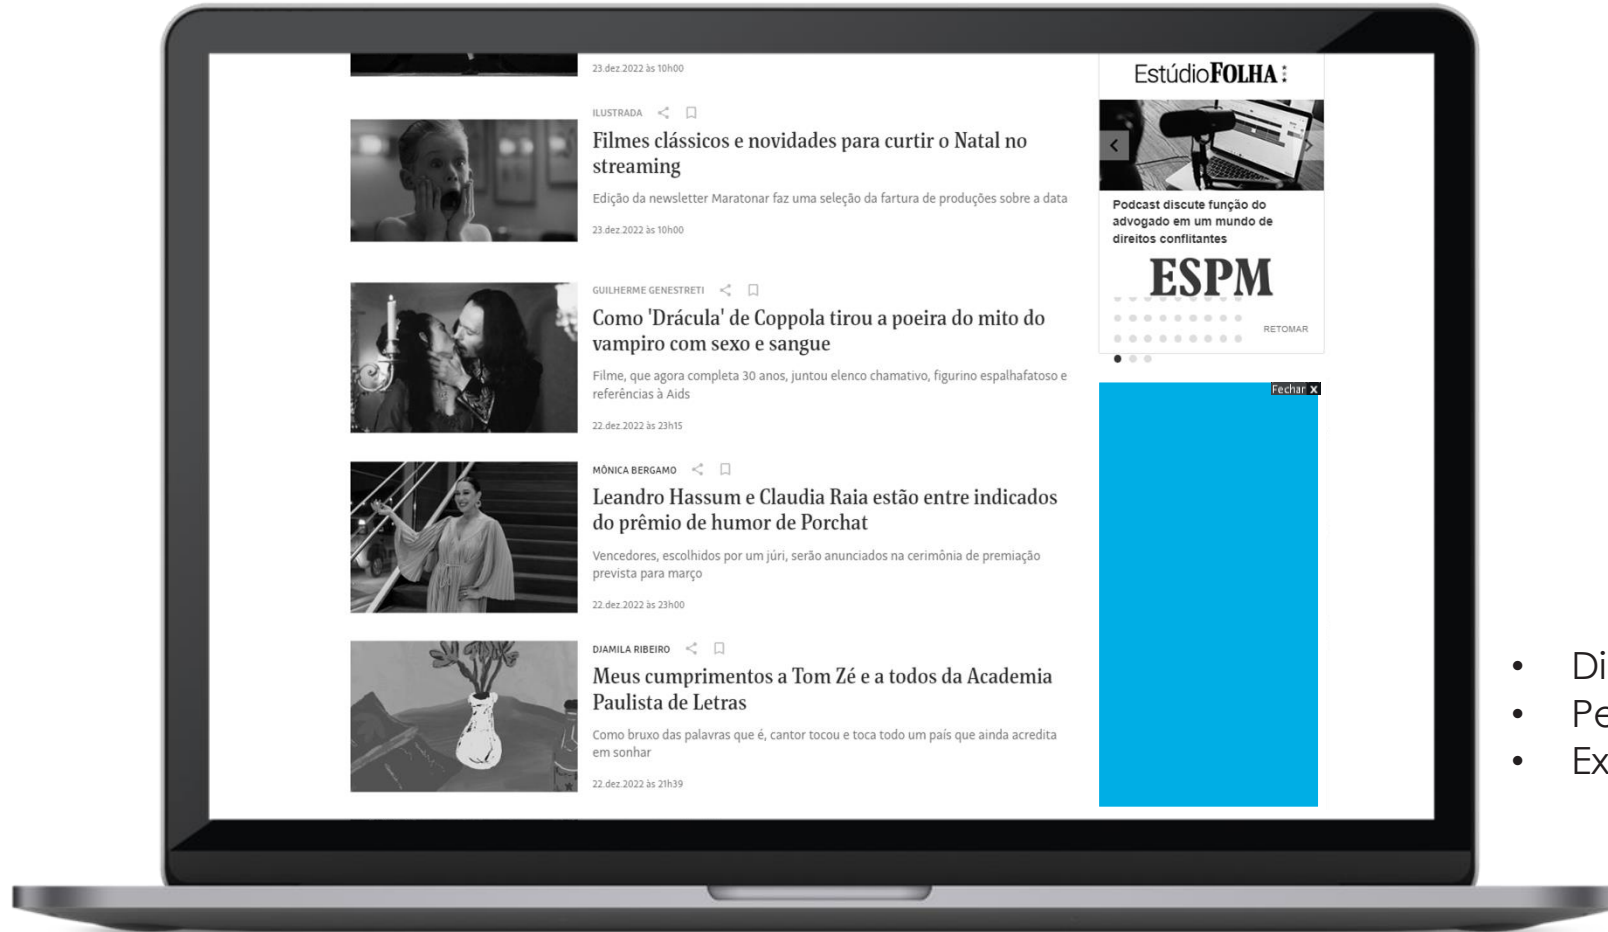 23.dez.2022 às 10h00
ILUSTRADA
Filmes clássicos e novidades para curtir o Natal no
streaming
Edição da newsletter Maratonar faz uma seleção da fartura de produções sobre a data
23.dez.2022 às 10h00
GUILHERME GENESTRETI
Como 'Drácula' de Coppola tirou a poeira do mito do
vampiro com sexo e sangue
Filme, que agora completa 30 anos, juntou elenco chamativo, figurino espalhafatoso e
referências à Aids
22.dez.2022 às 23h15
MÔNICA BERGAMO
Leandro Hassum e Claudia Raia estão entre indicados
do prêmio de humor de Porchat
Vencedores, escolhidos por um júri, serão anunciados na cerimônia de premiação
prevista para março
22.dez.2022 às 23h00
DJAMILA RIBEIRO
Meus cumprimentos a Tom Zé e a todos da Academia
Paulista de Letras
Como bruxo das palavras que é, cantor tocou e toca todo um país que ainda acredita
em sonhar
22.dez.2022 às 21h39
EstúdioFOLHA
Podcast discute função do
advogado em um mundo de
direitos conflitantes
ESPM
RETOMAR
Fechar X
• Di
• Pe
• Ex